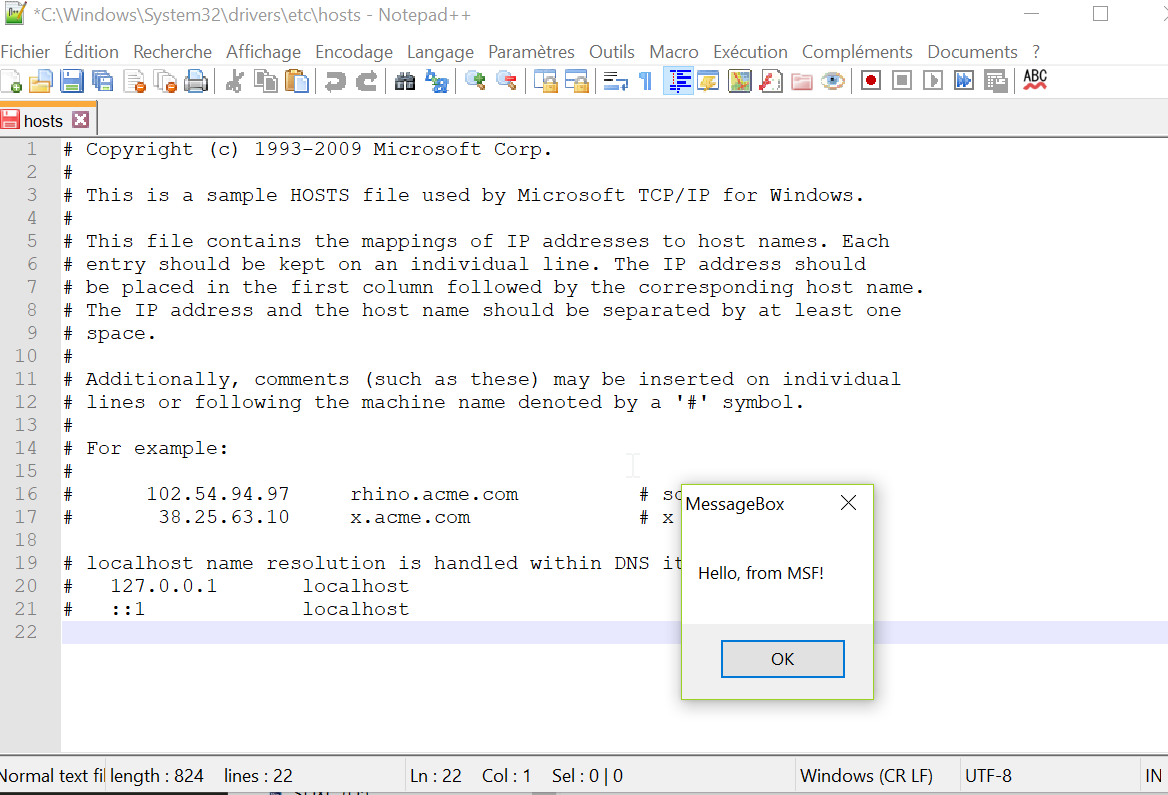 *C:\Windows\System32\drivers\etc\hosts - Notepad++
Fichier Édition Recherche Affichage Encodage Langage Paramètres Outils Macro Exécution Compléments Documents ?
ABC
hosts
1 # Copyright (c) 1993-2009 Microsoft Corp.
2 #
3 # This is a sample HOSTS file used by Microsoft TCP/IP for Windows.
4 #
5 # This file contains the mappings of IP addresses to host names. Each
6 # entry should be kept on an individual line. The IP address should
7 # be placed in the first column followed by the corresponding host name.
8 # The IP address and the host name should be separated by at least one
9 # space.
10 #
11 # Additionally, comments (such as these) may be inserted on individual
12 # lines or following the machine name denoted by a '#' symbol.
13 #
14 # For example:
15 #
16 # 102.54.94.97 rhino.acme.com #
17 # 38.25.63.10 x.acme.com # x
18
19 # localhost name resolution is handled within DNS
20 # 127.0.0.1 localhost
21 # ::1 localhost
22
MessageBox
Hello, from MSF!
OK
Normal text length : 824 lines : 22 Ln : 22 Col : 1 Sel : 0 | 0 Windows (CR LF) UTF-8 IN